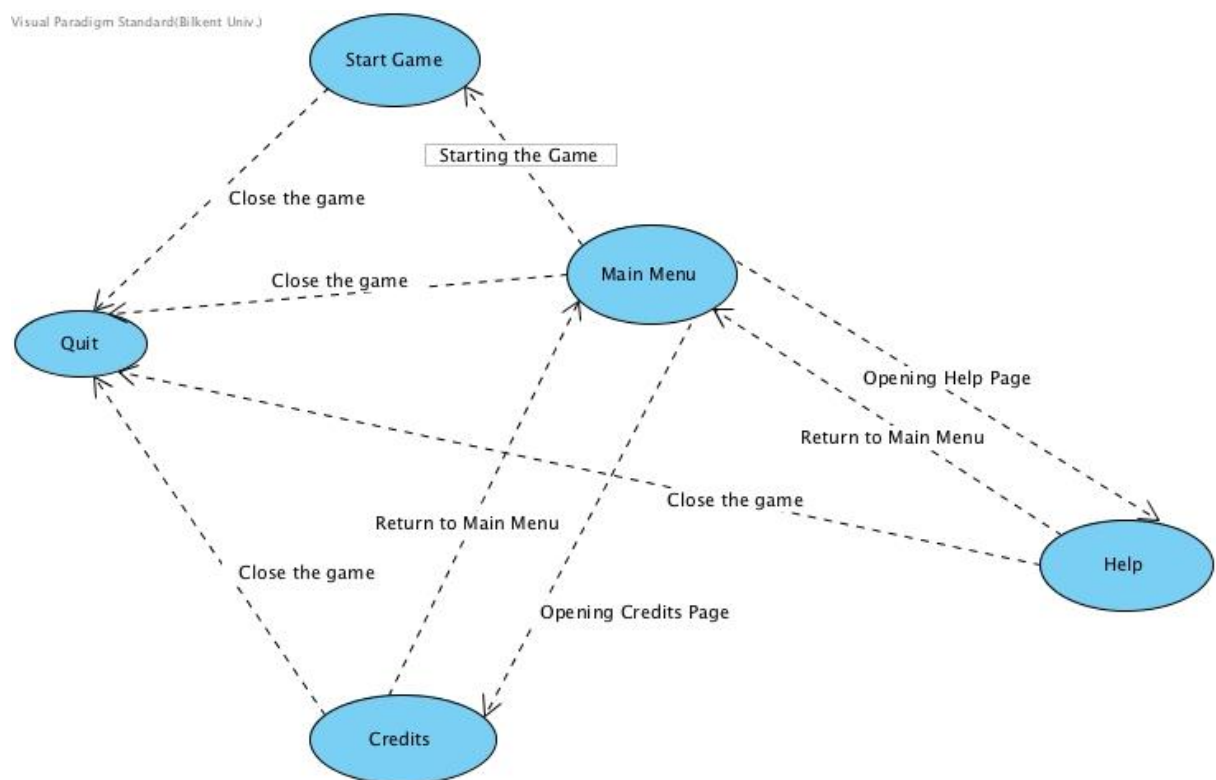 Visual Paradigm Standard(Bilkent Univ.)
Start Game
Starting the Game
Close the game
Main Menu
Close the game
Quit
Opening Help Page
Return to Main Menu
Close the game
Return to Main Menu
Help
Close the game
Opening Credits Page
Credits